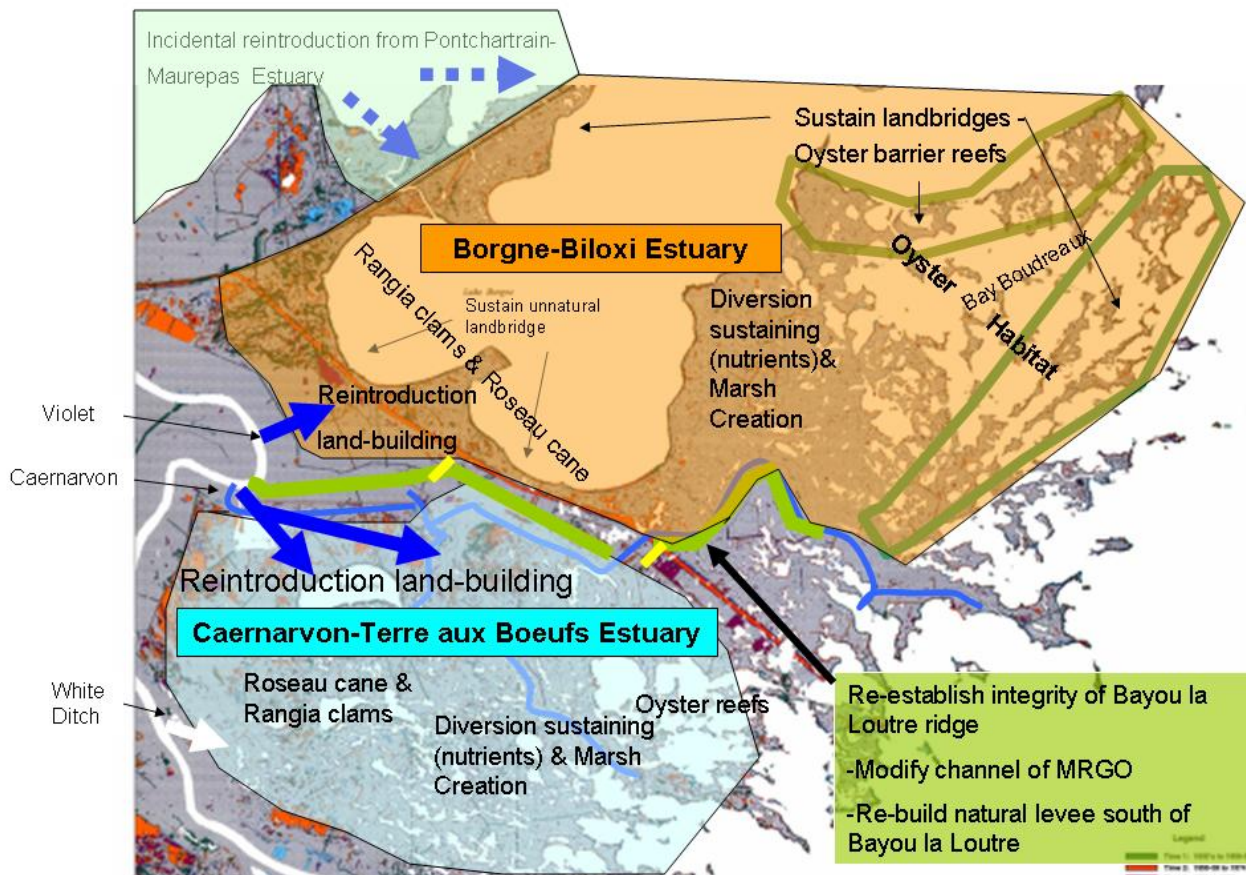 Incidental reintroduction from Pontchartrain-
Maurepas Estuary
Sustain landbridges -
Oyster barrier reefs
Borgne-Biloxi Estuary
Oyster
Habitat
Bay Boudreaux
Rangia clams & Roseau cane
Lake Borgne
Sustain unnatural
landbridge
Diversion
sustaining
(nutrients)&
Marsh
Creation
Reintroduction
land-building
Violet
Caernarvon
Reintroduction land-building
Caernarvon-Terre aux Boeufs Estuary
White
Ditch
Roseau cane &
Rangia clams
Oyster reefs
Diversion sustaining
(nutrients) & Marsh
Creation
Re-establish integrity of Bayou la
Loutre ridge
-Modify channel of MRGO
-Re-build natural levee south of
Bayou la Loutre
Legend